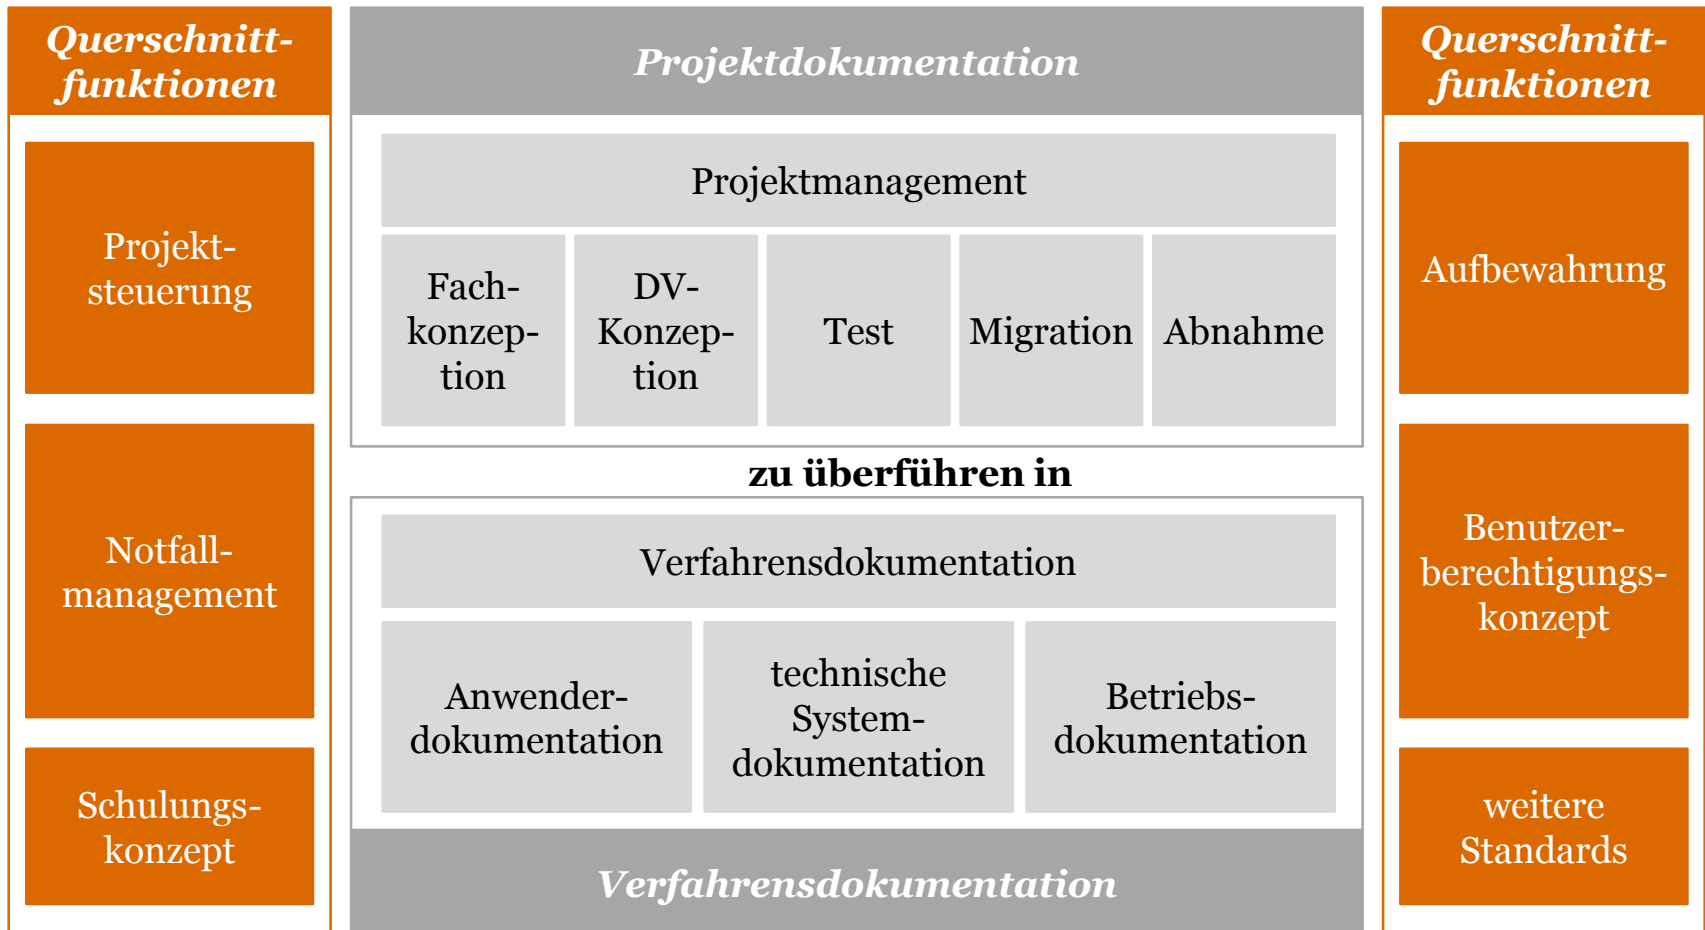 Querschnitt-
funktionen
Projekt-
steuerung
Notfall-
management
Schulungs-
konzept
Projektdokumentation
Projektmanagement
Fach-
konzep-
tion
DV-
Konzep-
tion
Test
Migration
Abnahme
zu überführen in
Verfahrensdokumentation
Anwender-
dokumentation
technische
System-
dokumentation
Betriebs-
dokumentation
Verfahrensdokumentation
Querschnitt-
funktionen
Aufbewahrung
Benutzer-
berechtigungs-
konzept
weitere
Standards